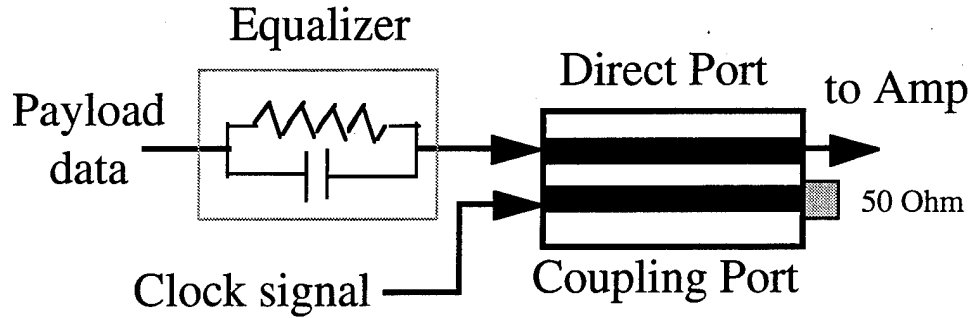 Equalizer
Payload
data
Direct Port
to Amp
50 Ohm
Clock signal
Coupling Port